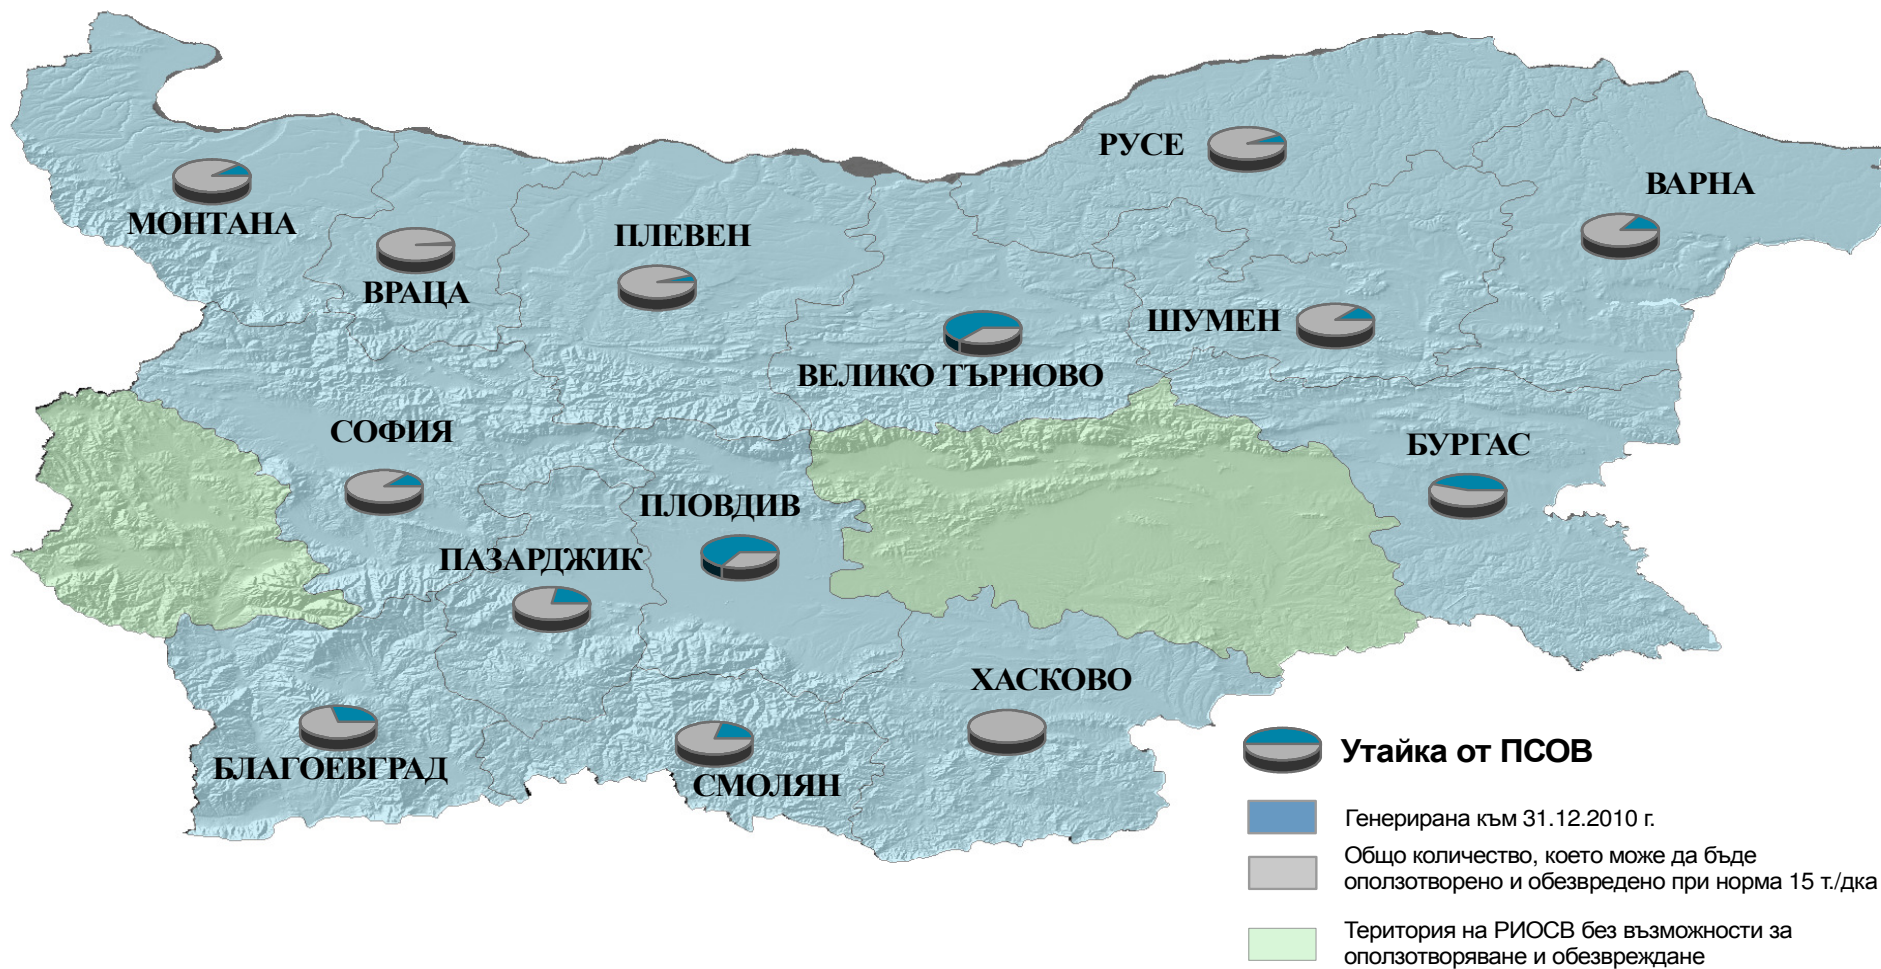 РУСЕ
ВАРНА
МОНТАНА
ПЛЕВЕН
ВРАЦА
ШУМЕН
ВЕЛИКО ТЪРНОВО
СОФИЯ
БУРГАС
ПЛОВДИВ
ПАЗАРДЖИК
ХАСКОВО
БЛАГОЕВГРАД
СМОЛЯН
Утайка от ПСОВ
Генерирана към 31.12.2010 г.
Общо количество, което може да бъде
оползотворено и обезвредено при норма 15 т./дка
Територия на РИОСВ без възможности за
оползотворяване и обезвреждане